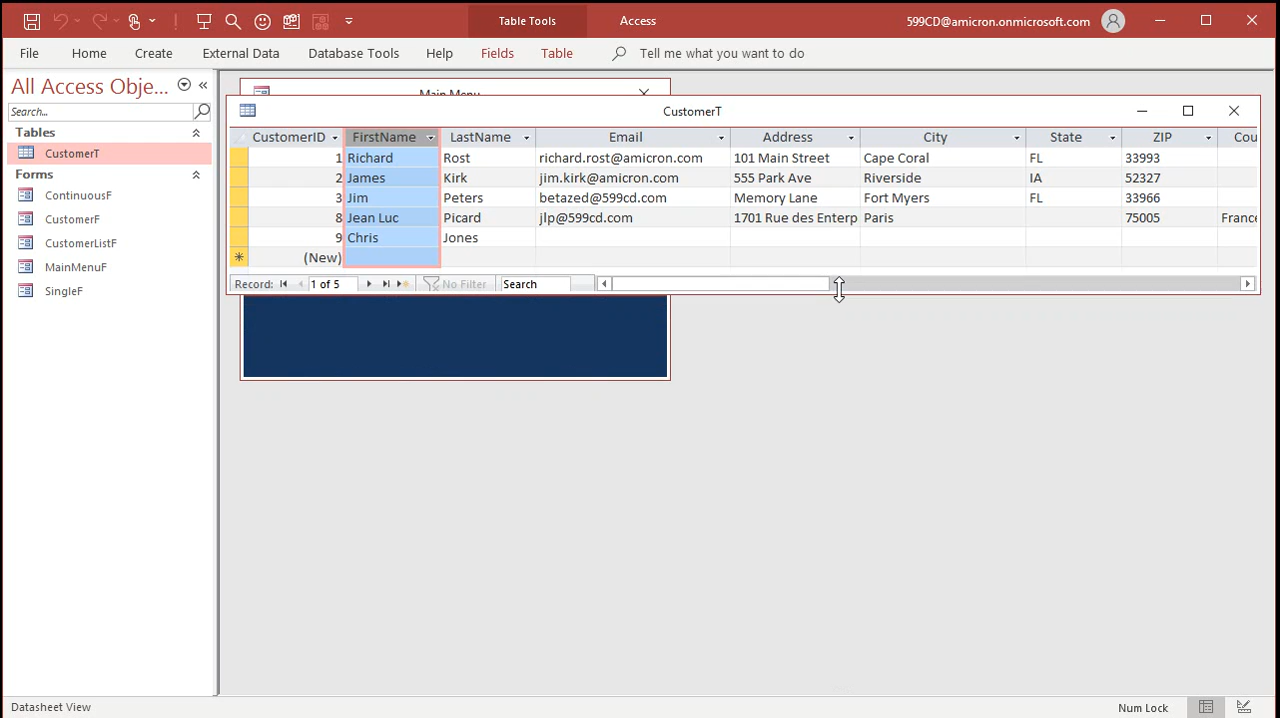 Table Tools
Access
599CD@amicron.onmicrosoft.com
File Home Create External Data Database Tools Help Fields Table Tell me what you want to do
All Access Obje...
Search...
Tables
CustomerT
Forms
ContinuousF
CustomerF
CustomerListF
MainMenuF
SingleF
Main Menu
CustomerT
CustomerID FirstName LastName Email Address City State ZIP Cou
1 Richard Rost richard.rost@amicron.com 101 Main Street Cape Coral FL 33993
2 James Kirk jim.kirk@amicron.com 555 Park Ave Riverside IA 52327
3 Jim Peters betazed@599cd.com Memory Lane Fort Myers FL 33966
8 Jean Luc Picard jlp@599cd.com 1701 Rue des Enterp Paris 75005 France
9 Chris Jones
(New)
Record: 1 of 5 No Filter Search
Datasheet View
Num Lock